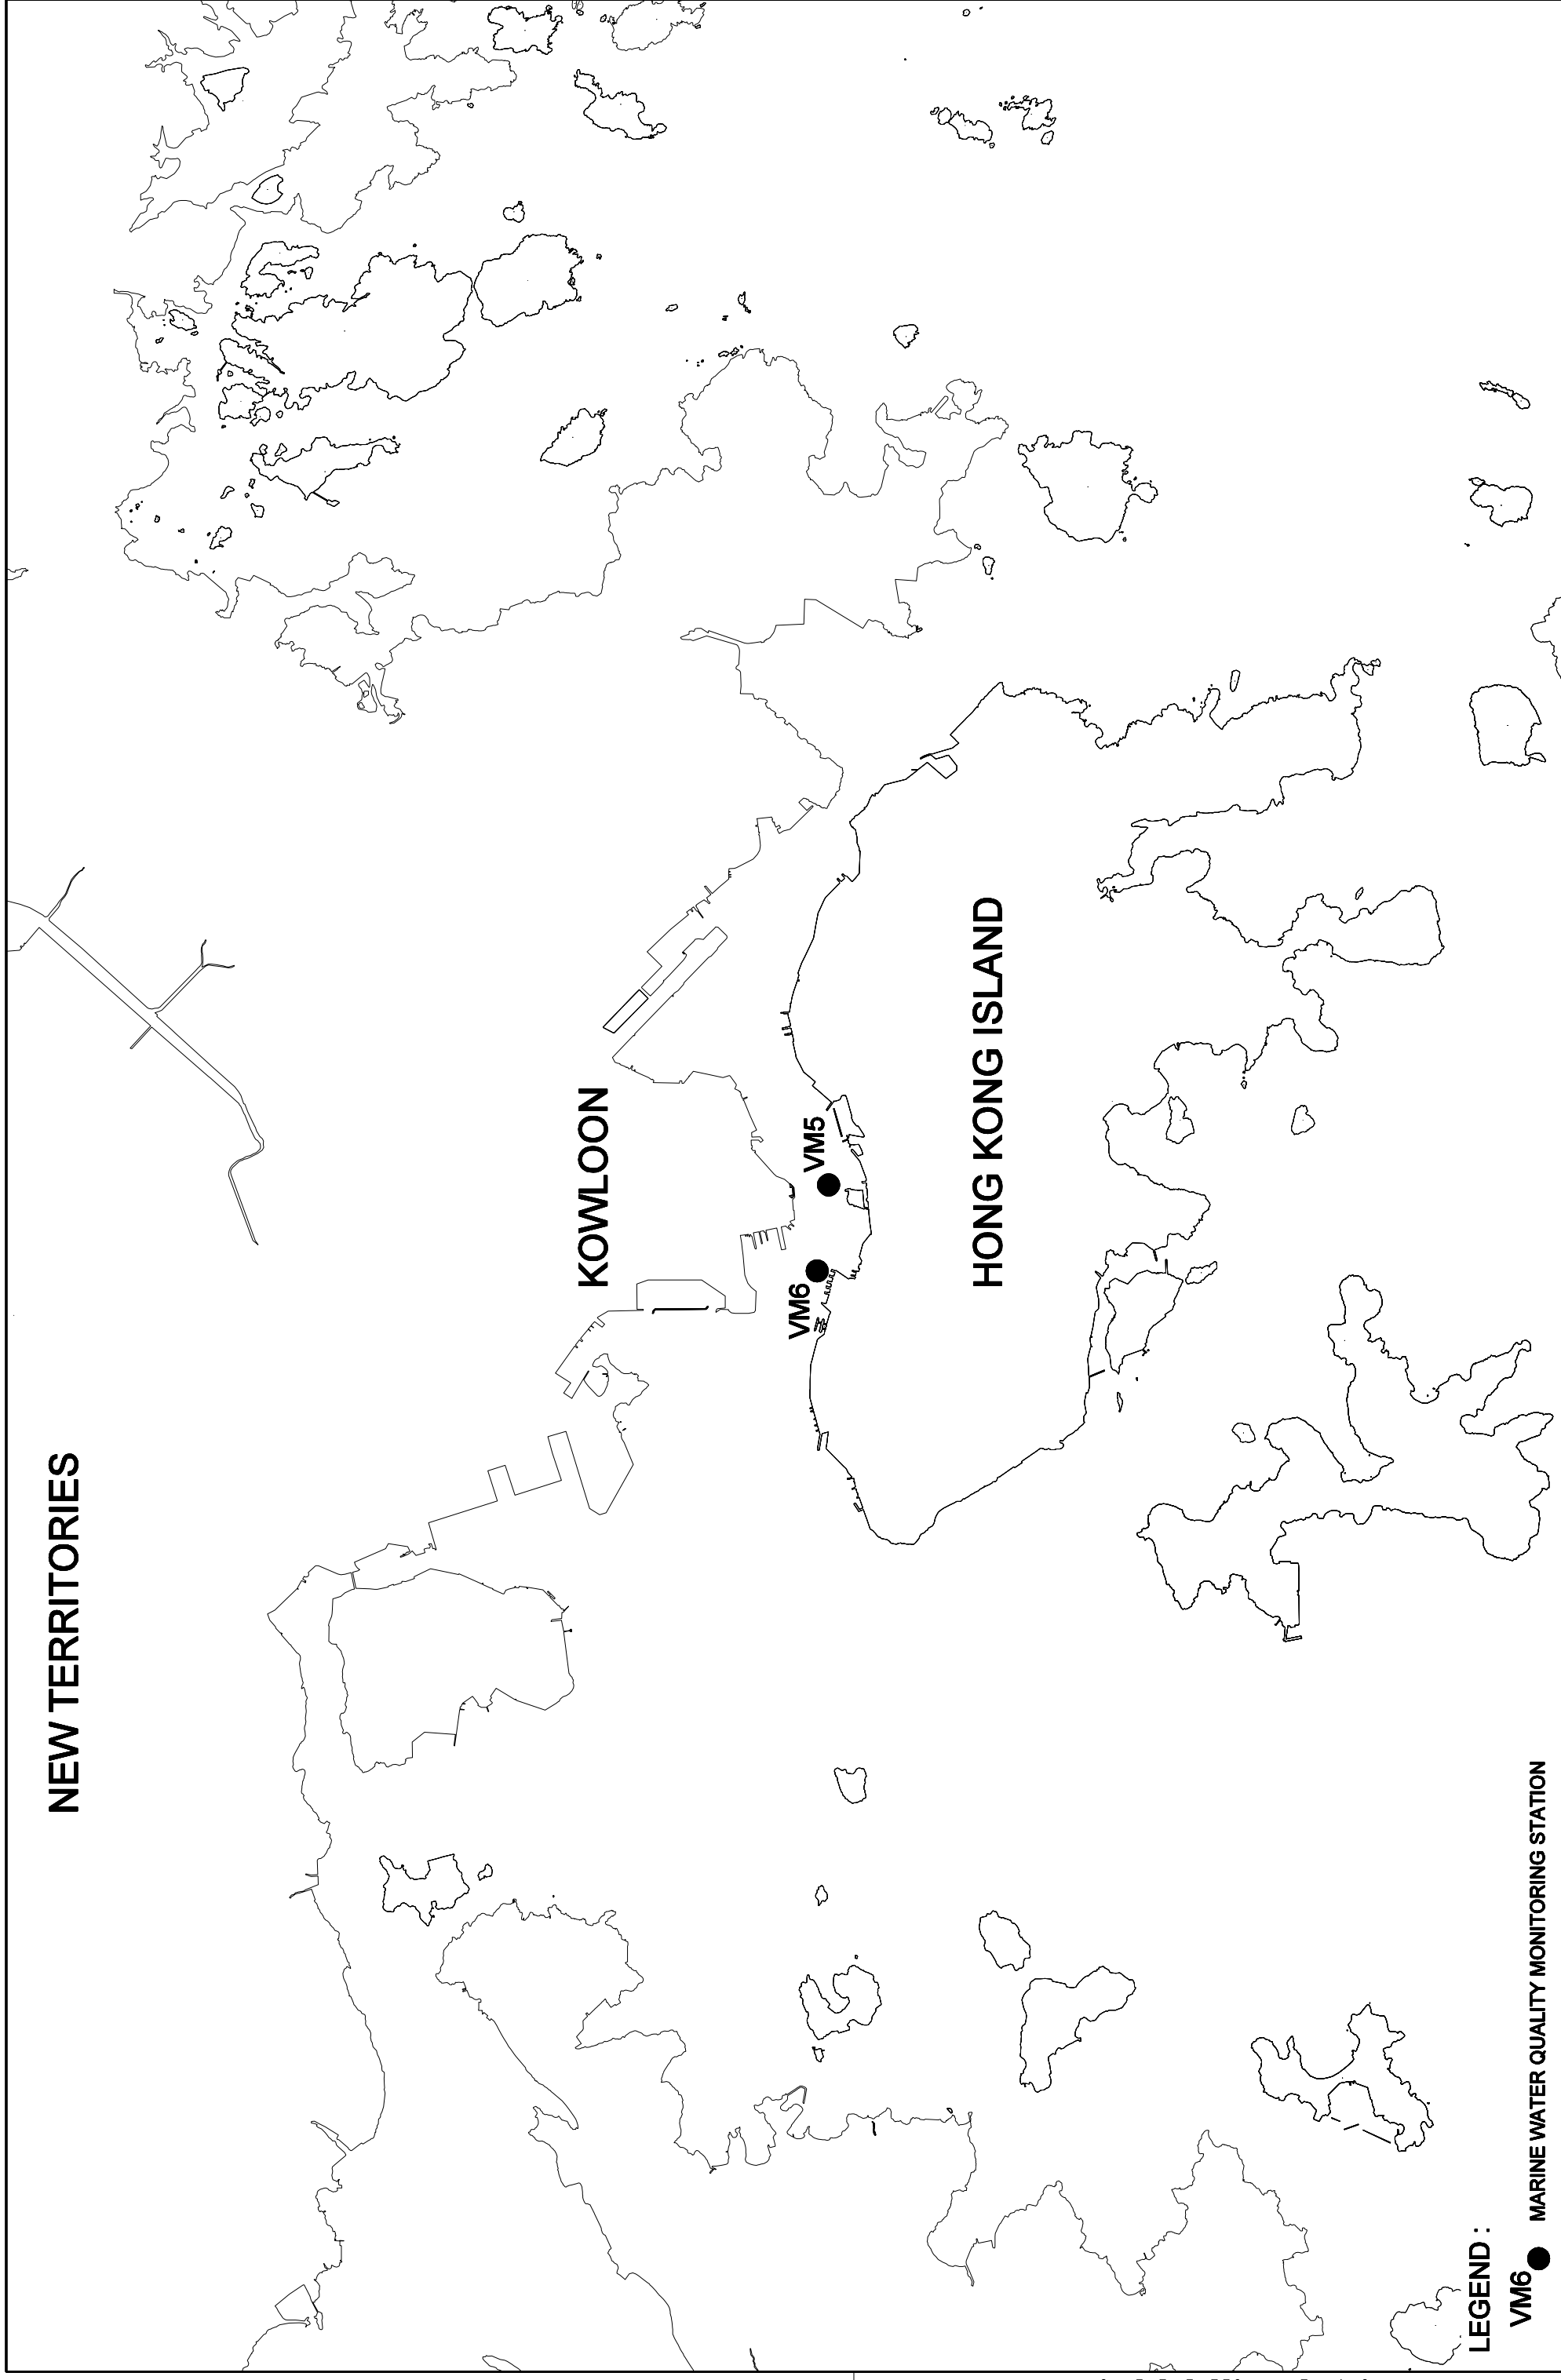 NEW TERRITORIES
KOWLOON
VM6
VM5
HONG KONG ISLAND
LEGEND :
VM6
MARINE WATER QUALITY MONITORING STATION